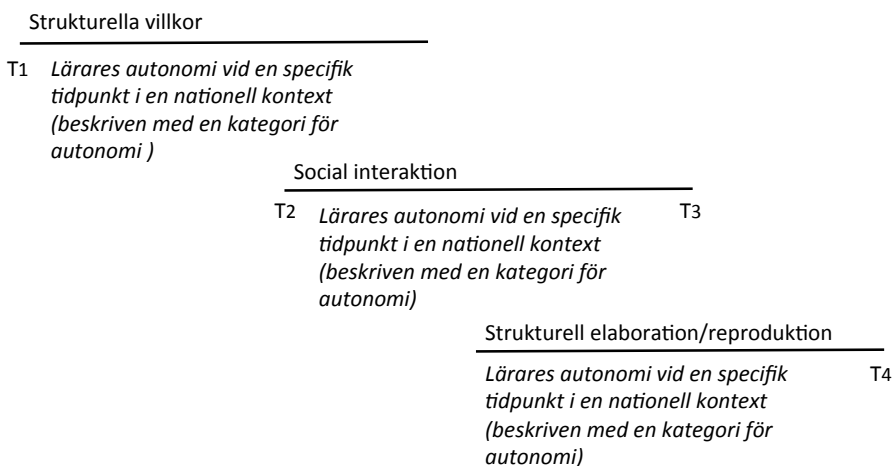 Strukturella villkor
T1 Lärares autonomi vid en specifik
tidpunkt i en nationell kontext
(beskriven med en kategori för
autonomi )
Social interaktion
T2 Lärares autonomi vid en specifik T3
tidpunkt i en nationell kontext
(beskriven med en kategori för
autonomi)
Strukturell elaboration/reproduktion
Lärares autonomi vid en specifik T4
tidpunkt i en nationell kontext
(beskriven med en kategori för
autonomi)